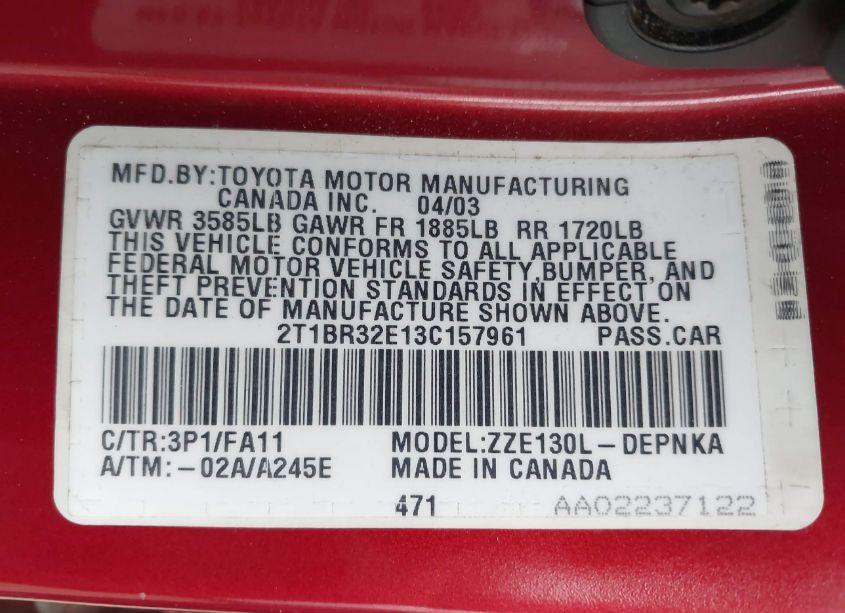 MFD.BY:TOYOTA MOTOR MANUFACTURING
CANADA INC. 04/03
GVWR 3585LB GAWR FR 1885LB RR 1720LB
THIS VEHICLE CONFORMS TO ALL APPLICABLE
FEDERAL MOTOR VEHICLE SAFETY,BUMPER, AND
THEFT PREVENTION STANDARDS IN EFFECT ON
THE DATE OF MANUFACTURE SHOWN ABOVE.
2T1BR32E13C157961 PASS.CAR
C/TR:3P1/FA11 MODEL:ZZE130L-DEPNKA
A/TM:-02A/A245E MADE IN CANADA
471 AA02237122